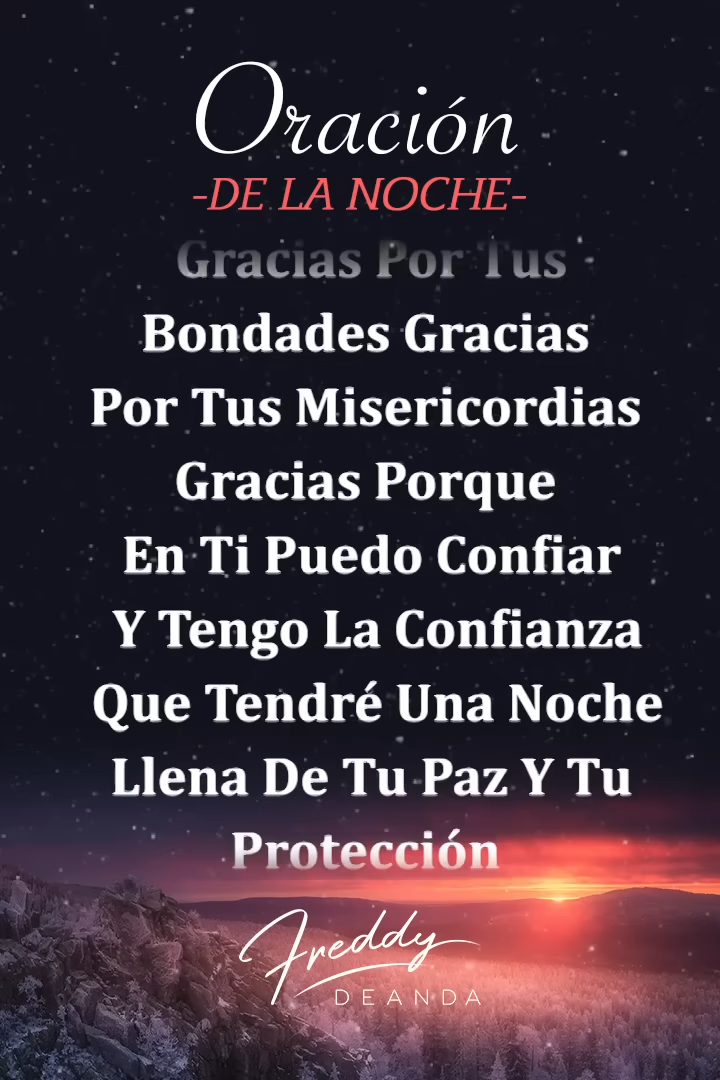 Oración
-DE LA NOCHE-
Gracias Por Tus
Bondades Gracias
Por Tus Misericordias
Gracias Porque
En Ti Puedo Confiar
Y Tengo La Confianza
Que Tendré Una Noche
Llena De Tu Paz Y Tu
Protección
Freddy
DEANDA